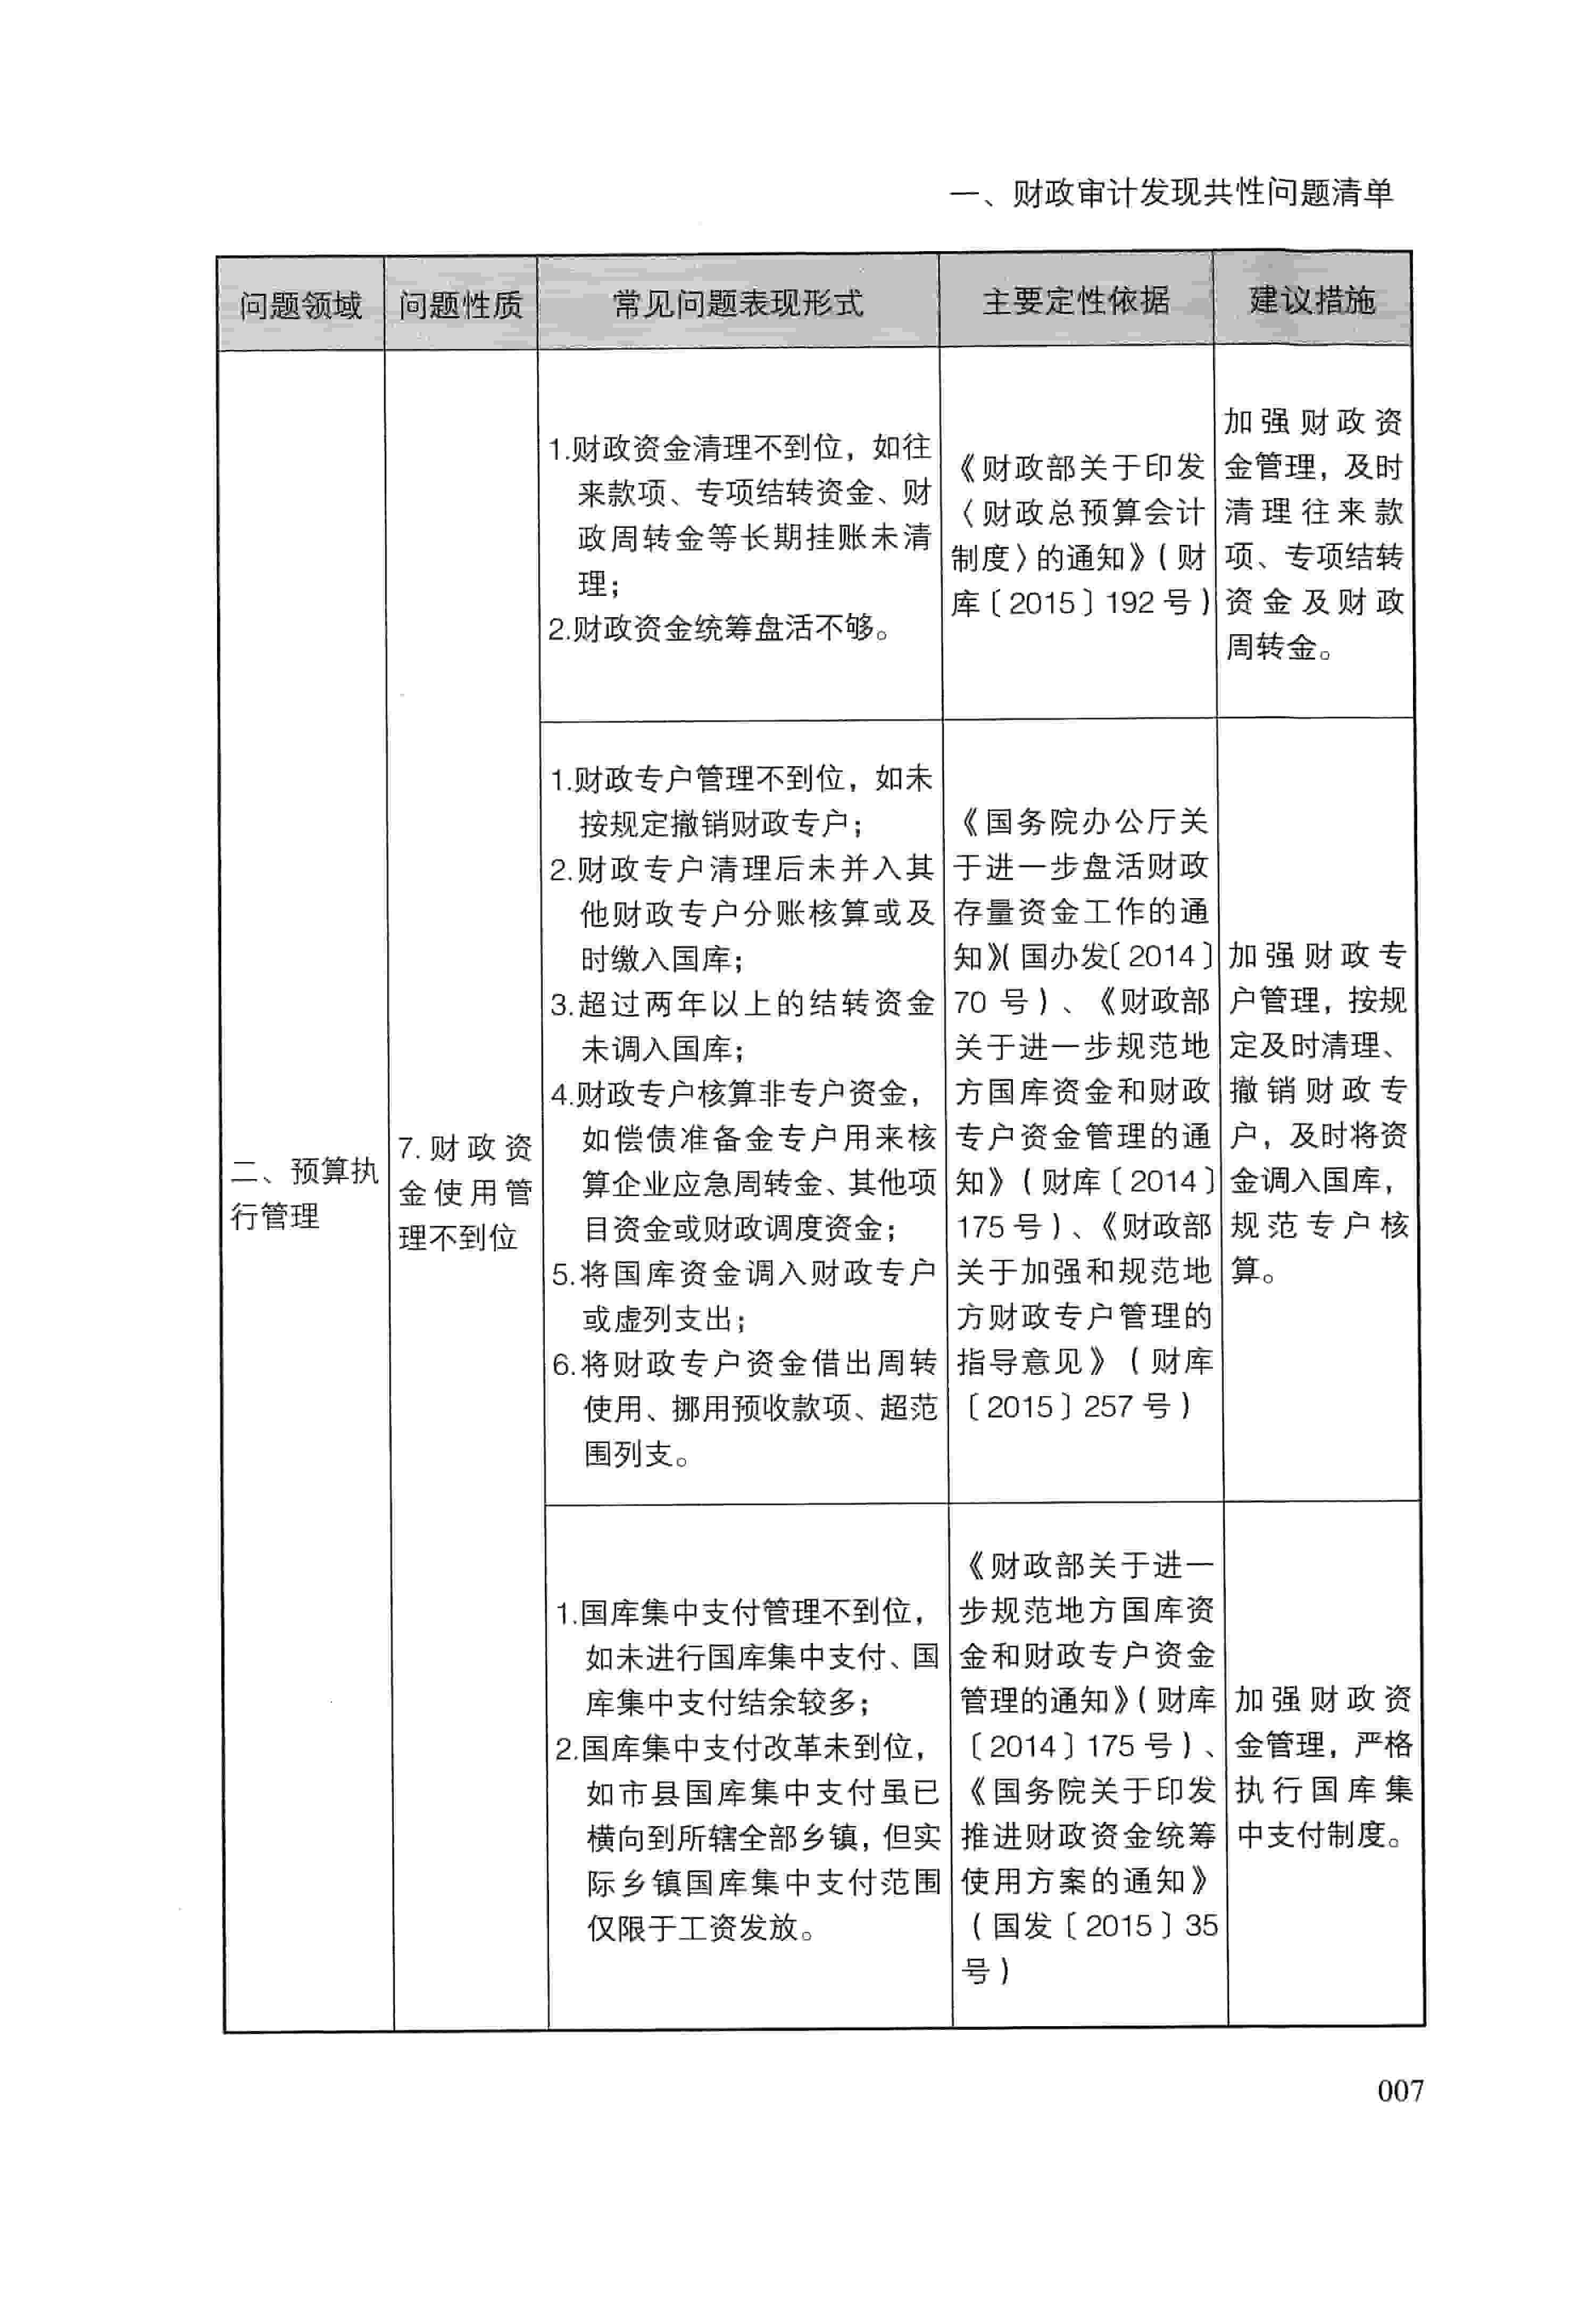 一、财政审计发现共性问题清单
问题领域
问题性质
常见问题表现形式
主要定性依据
建议措施
二、预算执
行管理
7.财政资
金使用管
理不到位
1.财政资金清理不到位，如往
来款项、专项结转资金、财
政周转金等长期挂账未清
理；
2.财政资金统筹盘活不够。
《财政部关于印发
〈财政总预算会计
制度〉的通知》（财
库〔2015〕192号）
加强财政资
金管理，及时
清理往来款
项、专项结转
资金及财政
周转金。
1.财政专户管理不到位，如未
按规定撤销财政专户；
2.财政专户清理后未并入其
他财政专户分账核算或及
时缴入国库；
3.超过两年以上的结转资金
未调入国库；
4.财政专户核算非专户资金，
如偿债准备金专户用来核
算企业应急周转金、其他项
目资金或财政调度资金；
5.将国库资金调入财政专户
或虚列支出；
6.将财政专户资金借出周转
使用、挪用预收款项、超范
围列支。
《国务院办公厅关
于进一步盘活财政
存量资金工作的通
知》（国办发〔2014〕
70号）、《财政部
关于进一步规范地
方国库资金和财政
专户资金管理的通
知》（财库〔2014〕
175号）、《财政部
关于加强和规范地
方财政专户管理的
指导意见》（财库
〔2015〕257号）
加强财政专
户管理，按规
定及时清理、
撤销财政专
户，及时将资
金调入国库，
规范专户核
算。
1.国库集中支付管理不到位，
如未进行国库集中支付、国
库集中支付结余较多；
2.国库集中支付改革未到位，
如市县国库集中支付虽已
横向到所辖全部乡镇，但实
际乡镇国库集中支付范围
仅限于工资发放。
《财政部关于进一
步规范地方国库资
金和财政专户资金
管理的通知》（财库
〔2014〕175号）、
《国务院关于印发
推进财政资金统筹
使用方案的通知》
（国发〔2015〕35
号）
加强财政资
金管理，严格
执行国库集
中支付制度。
007